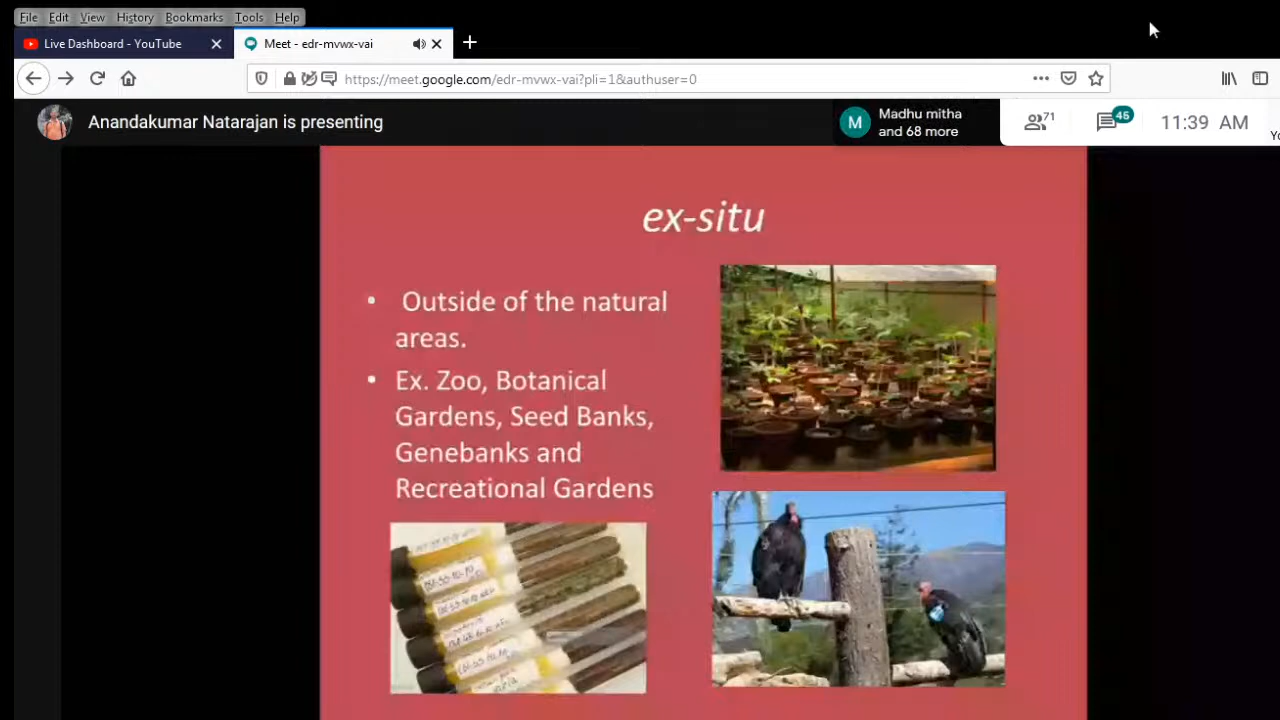 File Edit View History Bookmarks Tools Help
Live Dashboard - YouTube
Meet - edr-mvwx-vai
https://meet.google.com/edr-mvwx-vai?pli=1&authuser=0
Anandakumar Natarajan is presenting
M
Madhu mitha
and 68 more
71
45
11:39 AM
ex-situ
• Outside of the natural
areas.
• Ex. Zoo, Botanical
Gardens, Seed Banks,
Genebanks and
Recreational Gardens